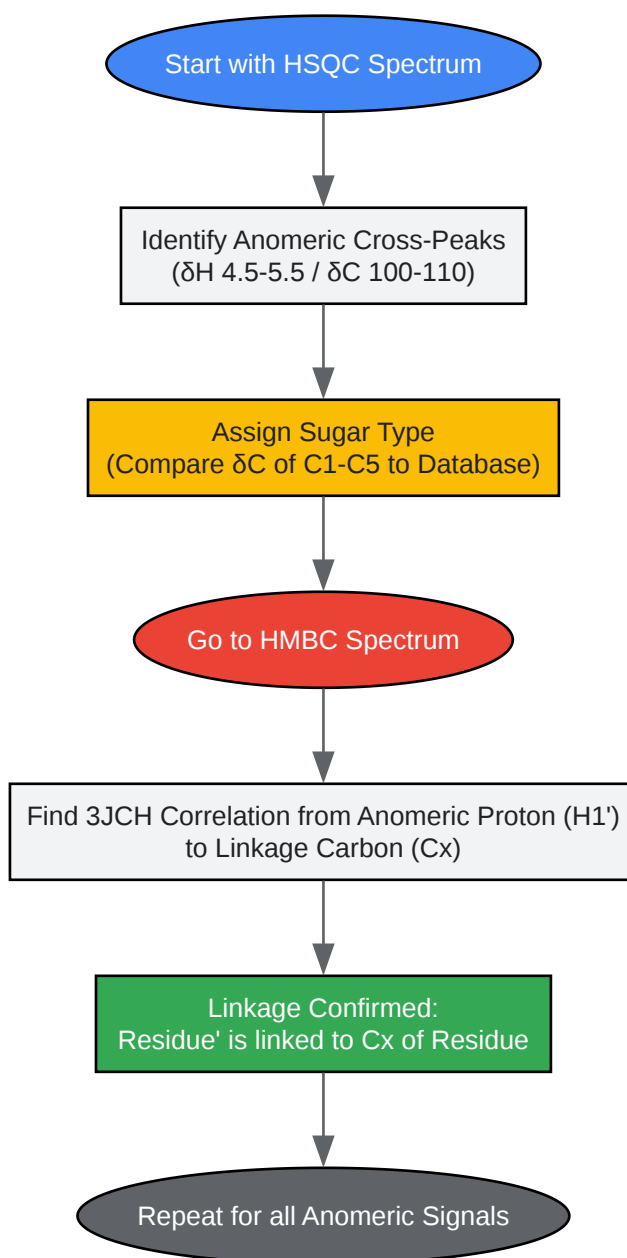 Start with HSQC Spectrum
Identify Anomeric Cross-Peaks
(δH 4.5-5.5 / δC 100-110)
Assign Sugar Type
(Compare δC of C1-C5 to Database)
Go to HMBC Spectrum
Find 3JCH Correlation from Anomeric Proton (H1')
to Linkage Carbon (Cx)
Linkage Confirmed:
Residue' is linked to Cx of Residue
Repeat for all Anomeric Signals